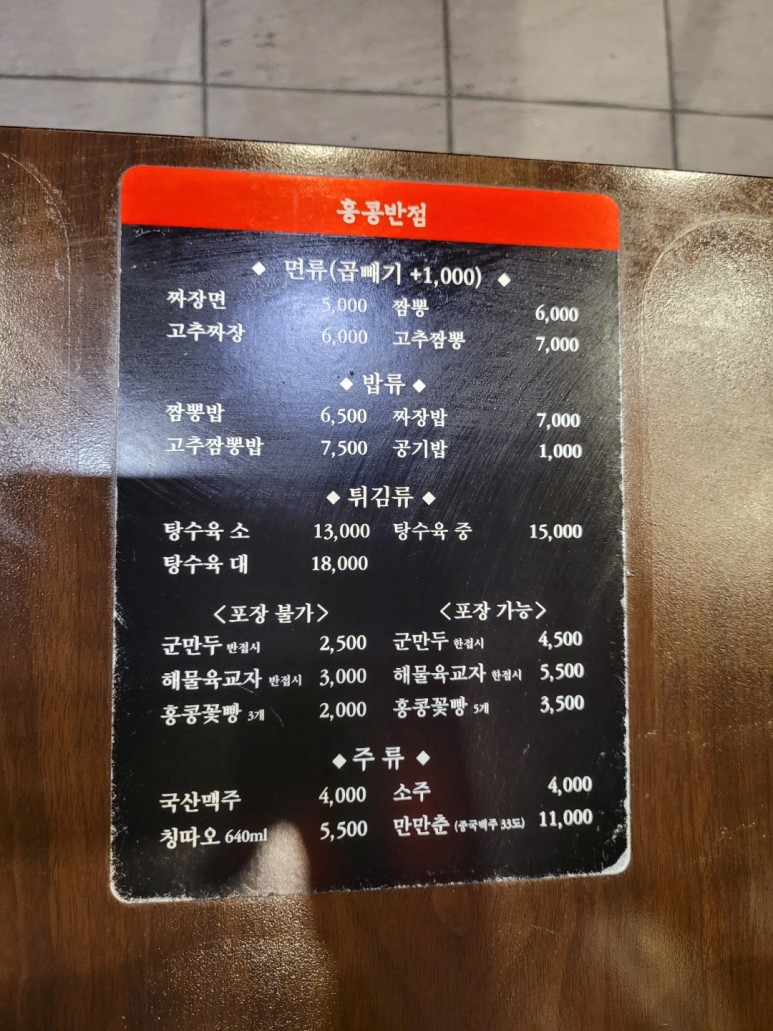 홍콩반점
◆ 면류(곱빼기 +1,000) ◆
짜장면 5,000 짬뽕 6,000
고추짜장 6,000 고추짬뽕 7,000
◆ 밥류 ◆
짬뽕밥 6,500 짜장밥 7,000
고추짬뽕밥 7,500 공기밥 1,000
◆ 튀김류 ◆
탕수육 소 13,000 탕수육 중 15,000
탕수육 대 18,000
<포장 불가> <포장 가능>
군만두 반접시 2,500 군만두 한접시 4,500
해물육교자 반접시 3,000 해물육교자 한접시 5,500
홍콩꽃빵 3개 2,000 홍콩꽃빵 5개 3,500
◆ 주류 ◆
국산맥주 4,000 소주 4,000
칭따오 640ml 5,500 만만춘 (중국백주 33도) 11,000